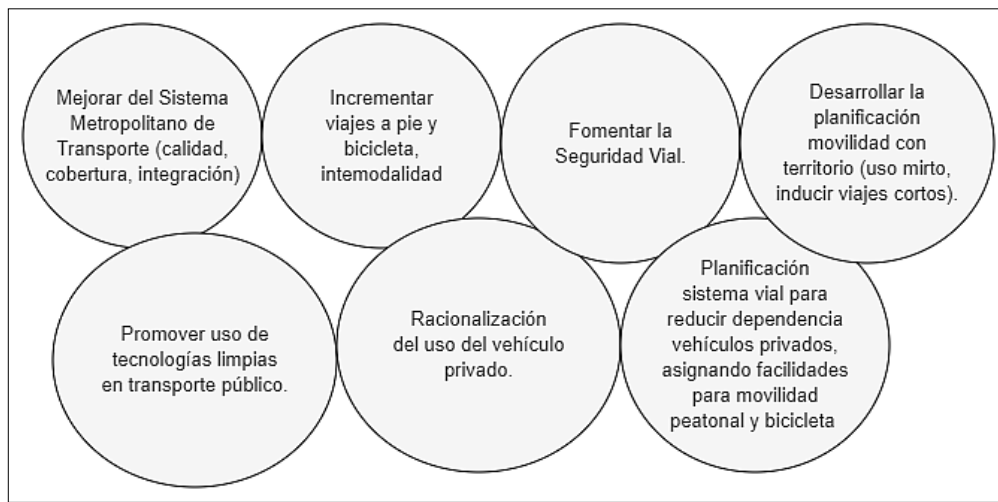 Mejorar del Sistema
Metropolitano de
Transporte (calidad,
cobertura, integración)
Incrementar
viajes a pie y
bicicleta,
intemodalidad
Fomentar la
Seguridad Vial.
Desarrollar la
planificación
movilidad con
territorio (uso mirto,
inducir viajes cortos).
Promover uso de
tecnologías limpias
en transporte público.
Racionalización
del uso del vehículo
privado.
Planificación
sistema vial para
reducir dependencia
vehículos privados,
asignando facilidades
para movilidad
peatonal y bicicleta